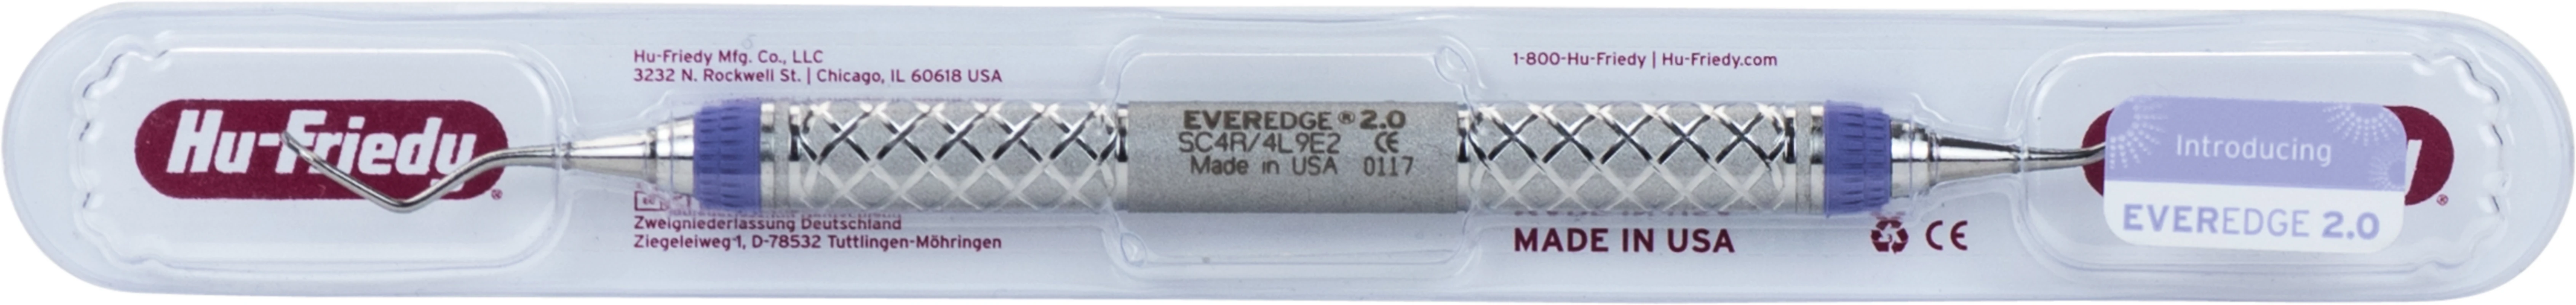 Hu-Friedy
®
Hu-Friedy Mfg. Co., LLC
3232 N. Rockwell St. | Chicago, IL 60618 USA
Zweigniederlassung Deutschland
Ziegeleiweg 1, D-78532 Tuttlingen-Möhringen
EVEREDGE® 2.0
SC4R/4L9E2 CE
Made in USA 0117
1-800-Hu-Friedy | Hu-Friedy.com
MADE IN USA
CE
Introducing
EVEREDGE 2.0
y
®